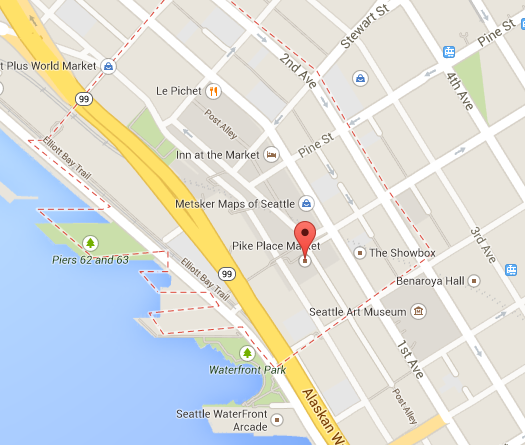 Stewart St
Pine St
t Plus World Market
2nd Ave
4th Ave
Le Pichet
99
Post Alley
Elliott Bay Trail
Inn at the Market
Pine St
Metsker Maps of Seattle
3rd Ave
Pike Place Market
The Showbox
Piers 62 and 63
Elliott Bay Trail
99
Benaroya Hall
Seattle Art Museum
1st Ave
Waterfront Park
Alaskan W
Post Alley
Seattle WaterFront
Arcade